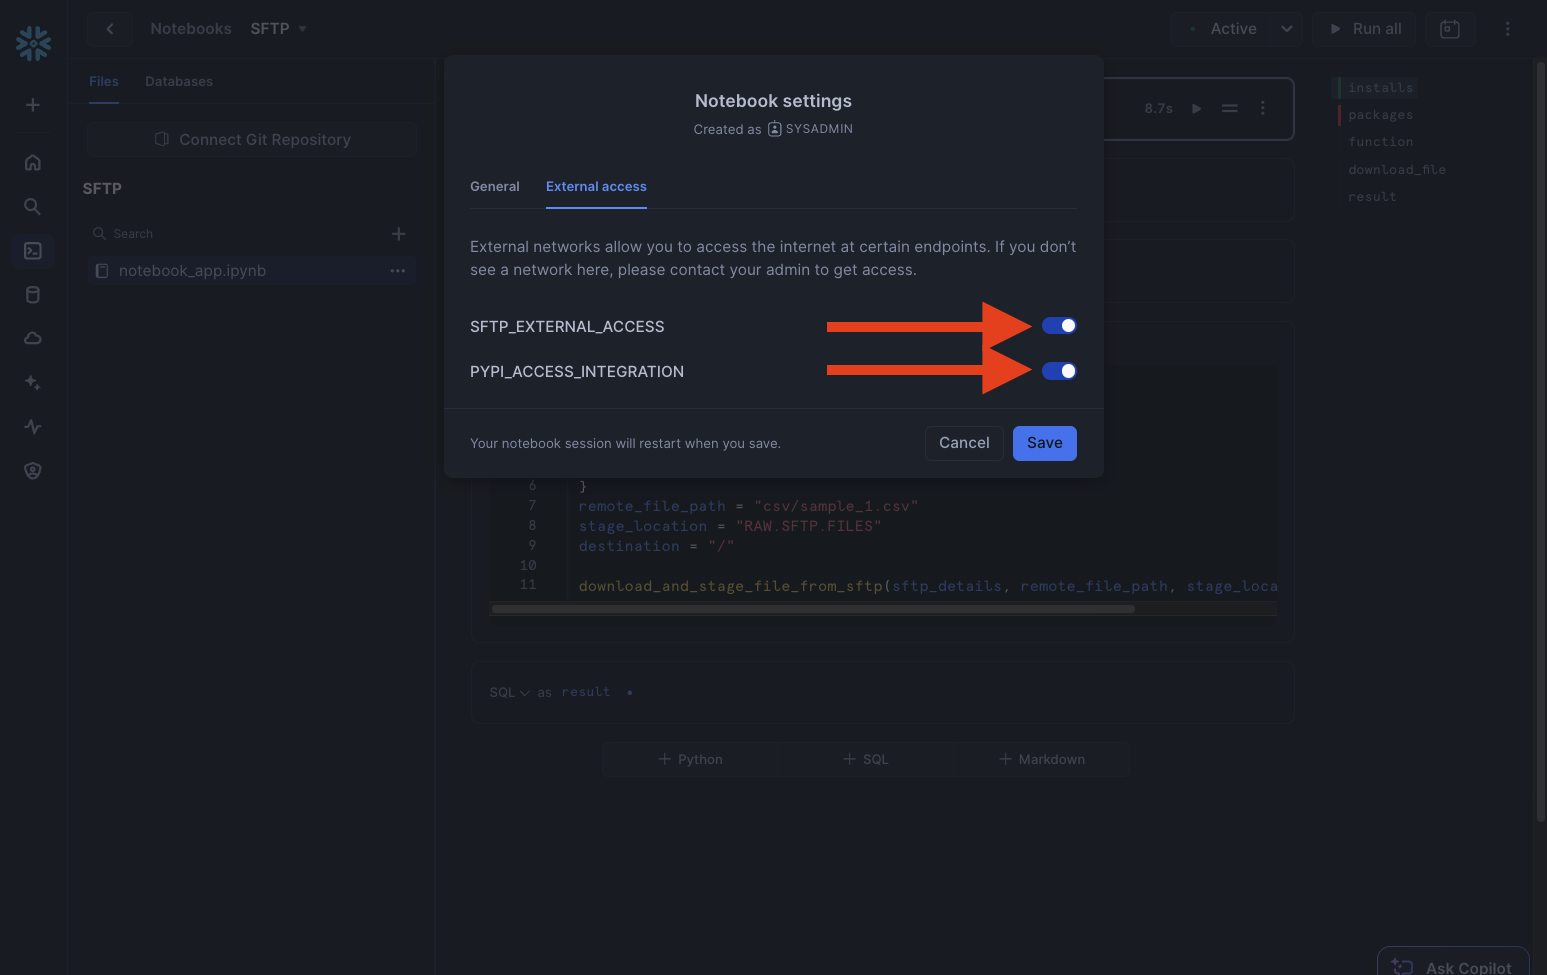 Notebooks SFTP
Active
Run all
Files Databases
Connect Git Repository
SFTP
Search
notebook_app.ipynb
Notebook settings
Created as SYSADMIN
General External access
External networks allow you to access the internet at certain endpoints. If you don't
see a network here, please contact your admin to get access.
SFTP_EXTERNAL_ACCESS
PYPI_ACCESS_INTEGRATION
Your notebook session will restart when you save.
Cancel Save
8.7s
installs
packages
function
download_file
result
6 }
7 remote_file_path = "csv/sample_1.csv"
8 stage_location = "RAW.SFTP.FILES"
9 destination = "/"
10
11 download_and_stage_file_from_sftp(sftp_details, remote_file_path, stage_loca
SQL as result
+ Python + SQL + Markdown
Ask Copilot